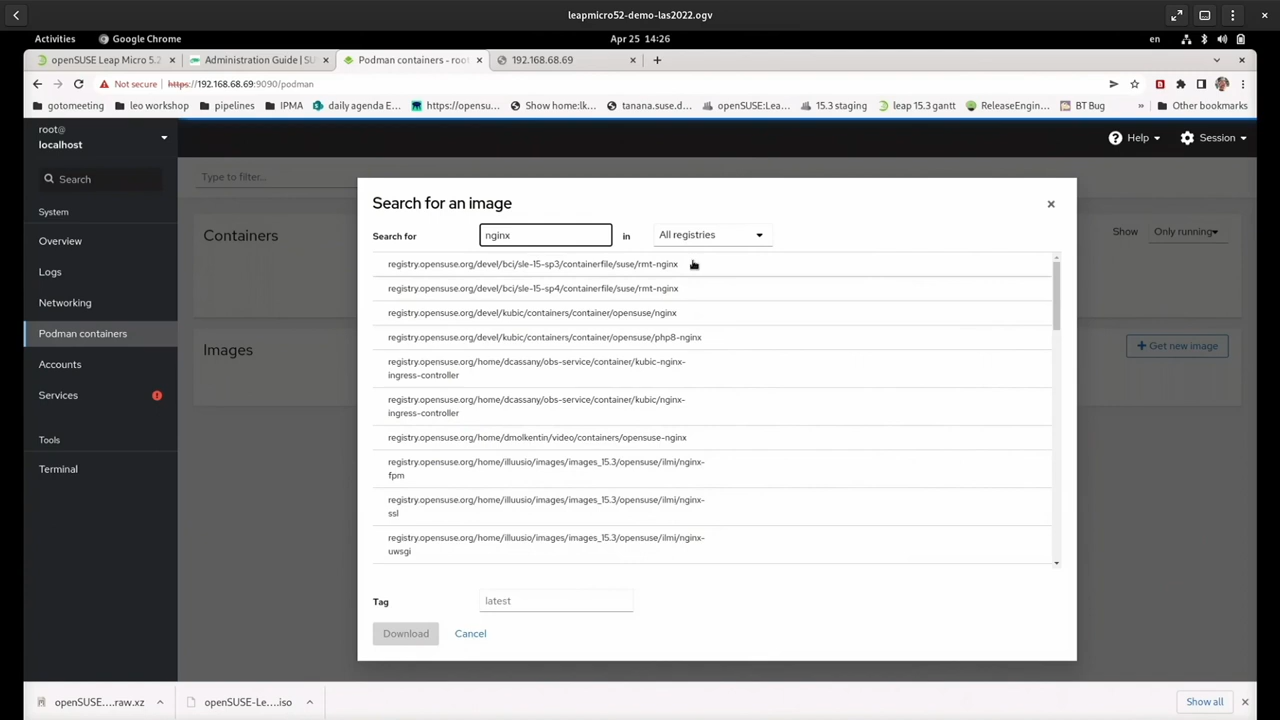 leapmicro52-demo-las2022.ogv
Activities
Google Chrome
Apr 25 14:26
en
openSUSE Leap Micro 5.2
Administration Guide | SU
Podman containers - root
192.168.68.69
Not secure
https://192.168.68.69:9090/podman
gotomeeting
leo workshop
pipelines
IPMA
daily agenda E...
https://opensu...
Show home:lk...
tanana.suse.d...
openSUSE:Lea...
15.3 staging
leap 15.3 gantt
ReleaseEngin...
BT Bug
»
Other bookmarks
root@
localhost
Help
Session
Search
Type to filter...
System
Overview
Logs
Networking
Podman containers
Accounts
Services
Tools
Terminal
Containers
Show
Only running
Images
+ Get new image
Search for an image
Search for
nginx
in
All registries
registry.opensuse.org/devel/bci/sle-15-sp3/containerfile/suse/rmt-nginx
registry.opensuse.org/devel/bci/sle-15-sp4/containerfile/suse/rmt-nginx
registry.opensuse.org/devel/kubic/containers/container/opensuse/nginx
registry.opensuse.org/devel/kubic/containers/container/opensuse/php8-nginx
registry.opensuse.org/home/dcassany/obs-service/container/kubic-nginx-
ingress-controller
registry.opensuse.org/home/dcassany/obs-service/container/kubic/nginx-
ingress-controller
registry.opensuse.org/home/dmolkentin/video/containers/opensuse-nginx
registry.opensuse.org/home/illuusio/images/images_15.3/opensuse/ilmi/nginx-
fpm
registry.opensuse.org/home/illuusio/images/images_15.3/opensuse/ilmi/nginx-
ssl
registry.opensuse.org/home/illuusio/images/images_15.3/opensuse/ilmi/nginx-
uwsgi
Tag
latest
Download
Cancel
openSUSE....raw.xz
openSUSE-Le....iso
Show all